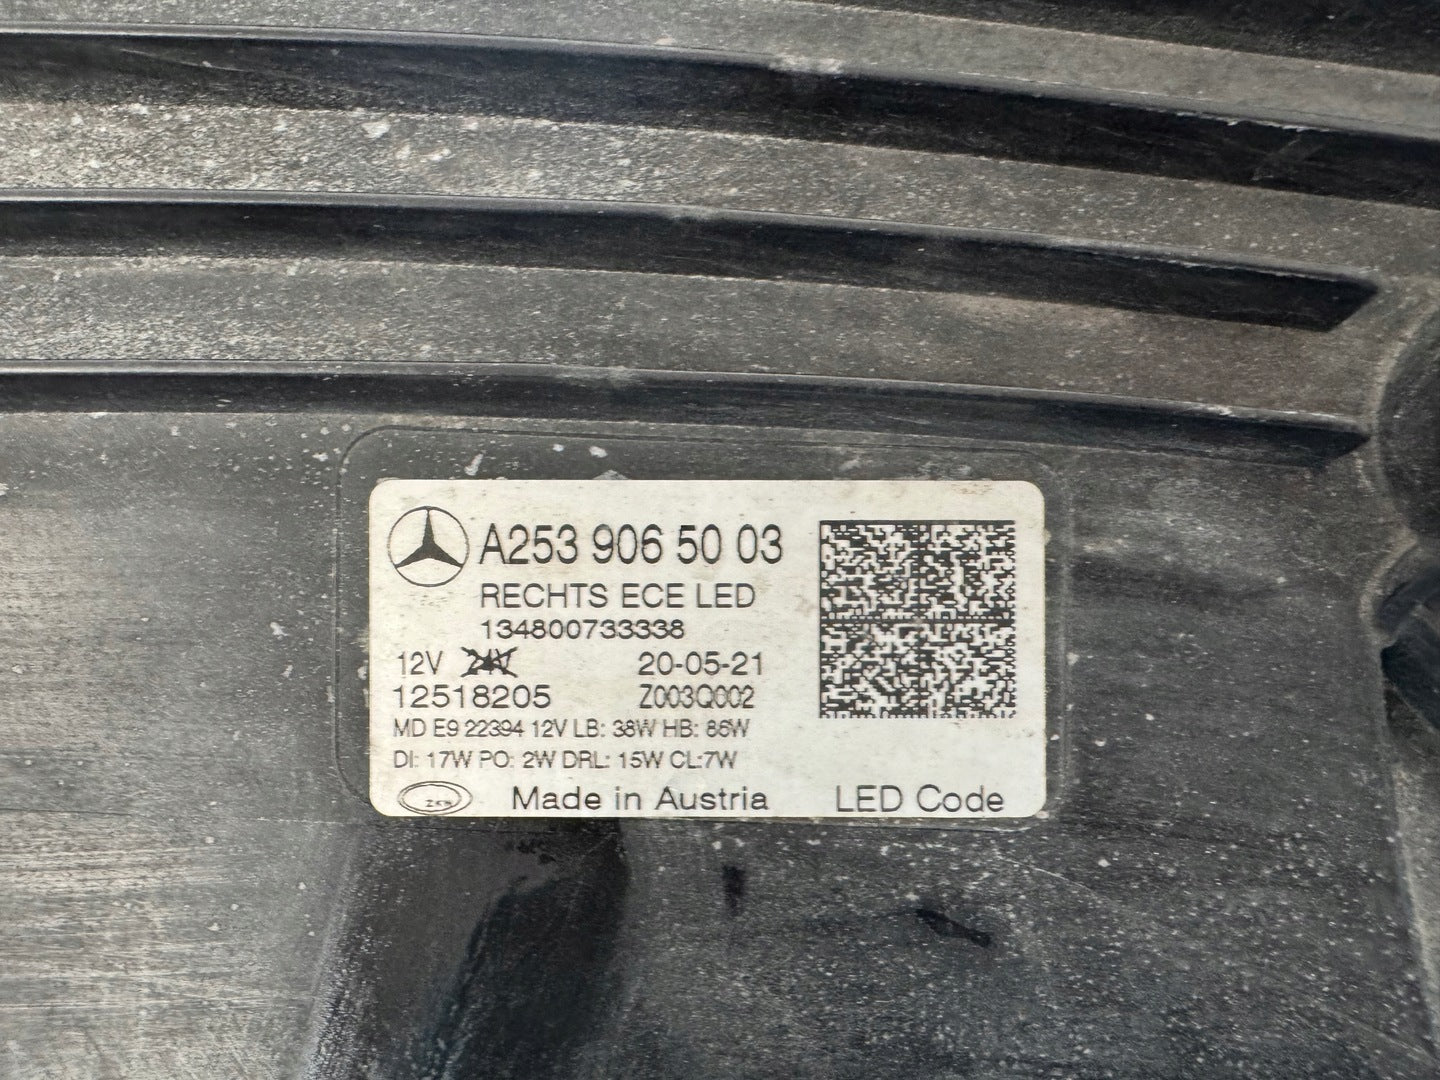 A253 906 50 03
RECHTS ECE LED
134800733338
12V 24V 20-05-21
12518205 Z003Q002
MD E9 22394 12V LB: 38W HB: 86W
DI: 17W PO: 2W DRL: 15W CL:7W
ZKW Made in Austria LED Code